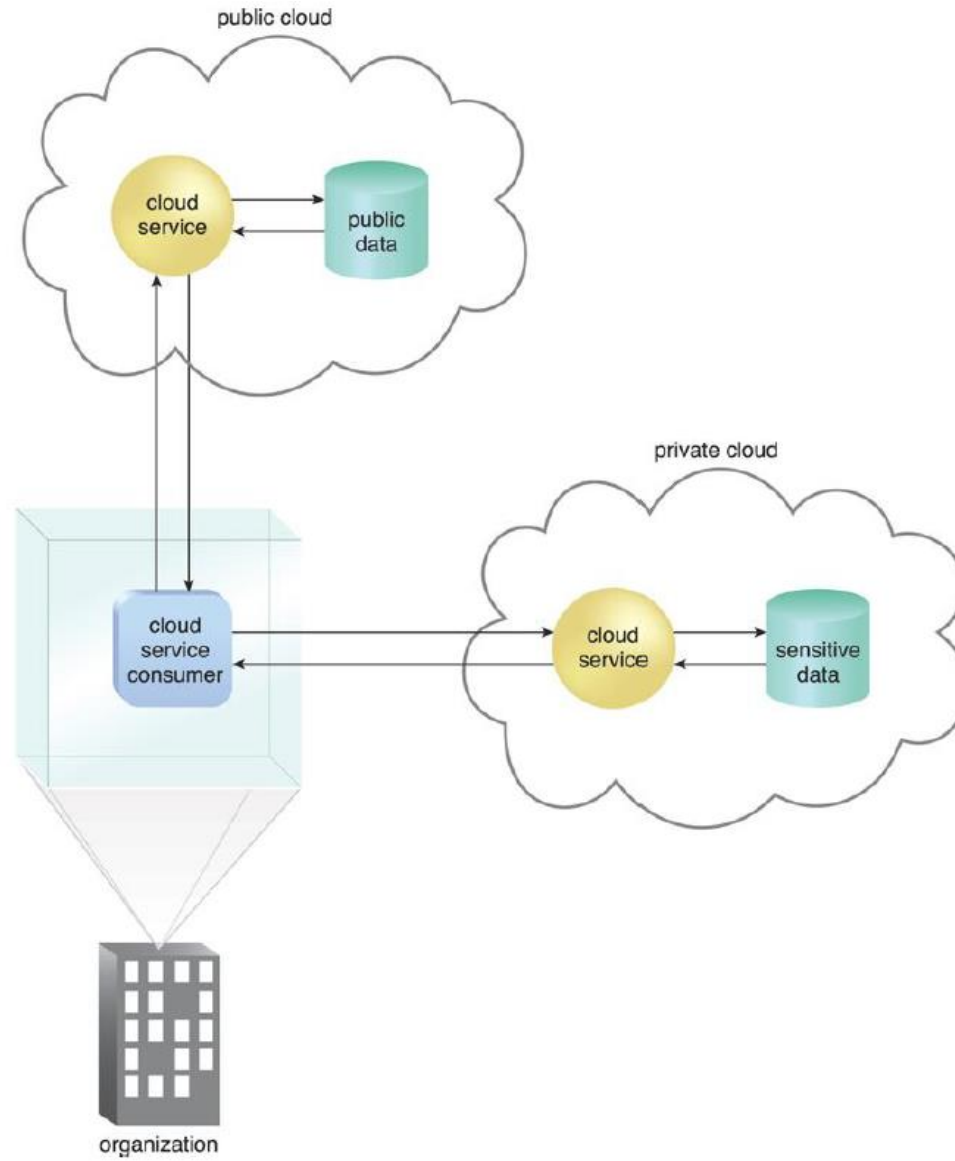 public cloud
cloud
service
public
data
private cloud
cloud
service
consumer
cloud
service
sensitive
data
organization